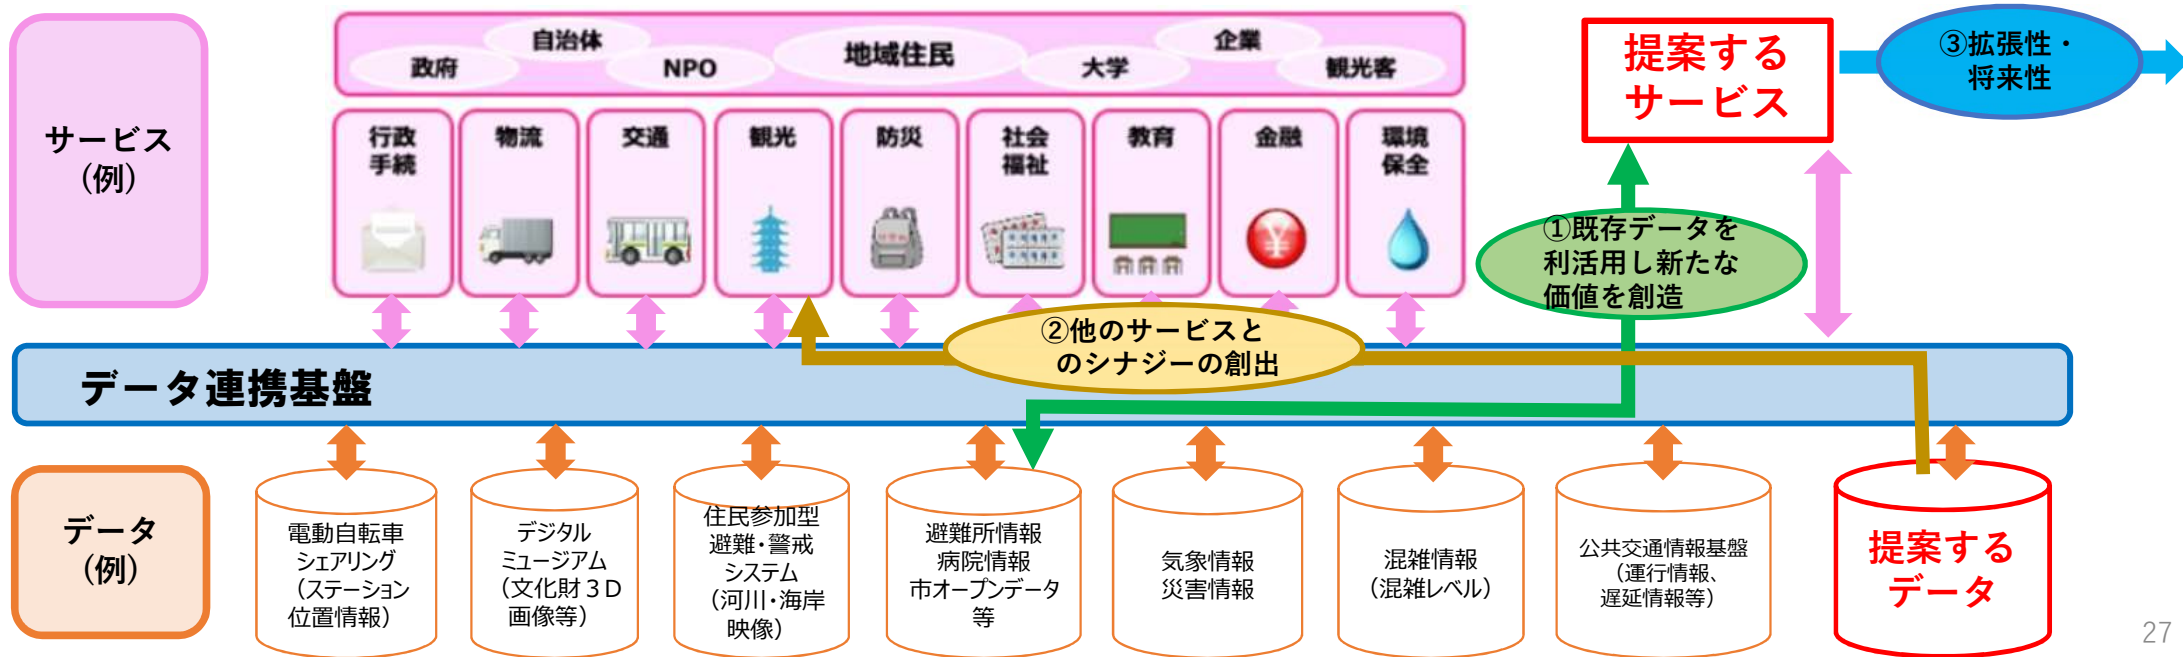 サービス
(例)
政府
自治体
NPO
地域住民
大学
企業
観光客
行政
手続
物流
交通
観光
防災
社会
福祉
教育
金融
環境
保全
提案する
サービス
③拡張性・
将来性
①既存データを
利活用し新たな
価値を創造
②他のサービスと
のシナジーの創出
データ連携基盤
データ
(例)
電動自転車
シェアリング
（ステーション
位置情報）
デジタル
ミュージアム
（文化財３D
画像等）
住民参加型
避難・警戒
システム
（河川・海岸
映像）
避難所情報
病院情報
市オープンデータ
等
気象情報
災害情報
混雑情報
（混雑レベル）
公共交通情報基盤
（運行情報、
遅延情報等）
提案する
データ
27